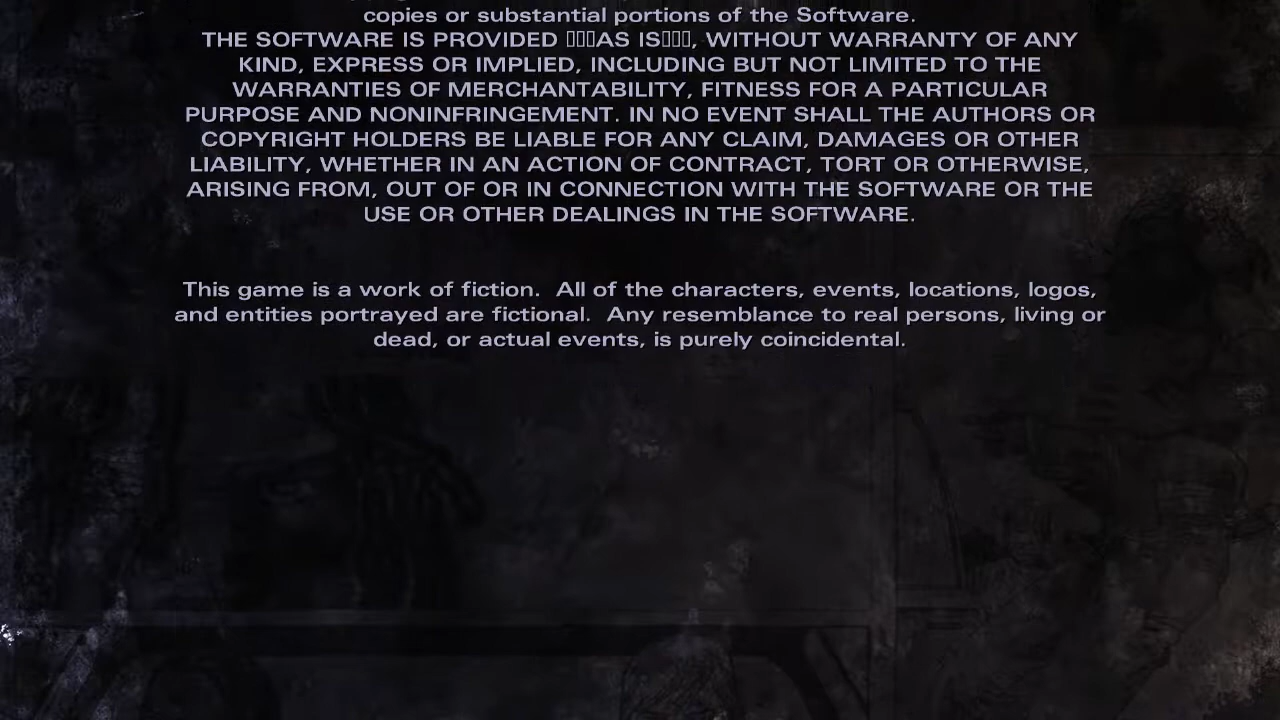 copies or substantial portions of the Software.
THE SOFTWARE IS PROVIDED ▯▯▯AS IS▯▯▯, WITHOUT WARRANTY OF ANY
KIND, EXPRESS OR IMPLIED, INCLUDING BUT NOT LIMITED TO THE
WARRANTIES OF MERCHANTABILITY, FITNESS FOR A PARTICULAR
PURPOSE AND NONINFRINGEMENT. IN NO EVENT SHALL THE AUTHORS OR
COPYRIGHT HOLDERS BE LIABLE FOR ANY CLAIM, DAMAGES OR OTHER
LIABILITY, WHETHER IN AN ACTION OF CONTRACT, TORT OR OTHERWISE,
ARISING FROM, OUT OF OR IN CONNECTION WITH THE SOFTWARE OR THE
USE OR OTHER DEALINGS IN THE SOFTWARE.
This game is a work of fiction.  All of the characters, events, locations, logos,
and entities portrayed are fictional.  Any resemblance to real persons, living or
dead, or actual events, is purely coincidental.